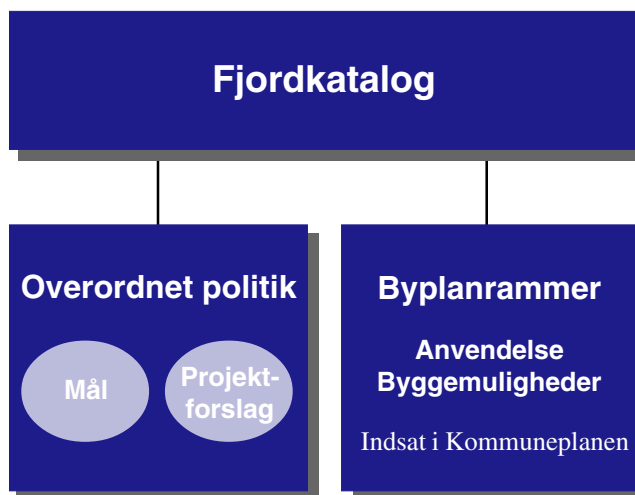 Fjordkatalog
Overordnet politik
Mål
Projekt-
forslag
Byplanrammer
Anvendelse
Byggemuligheder
Indsat i Kommuneplanen